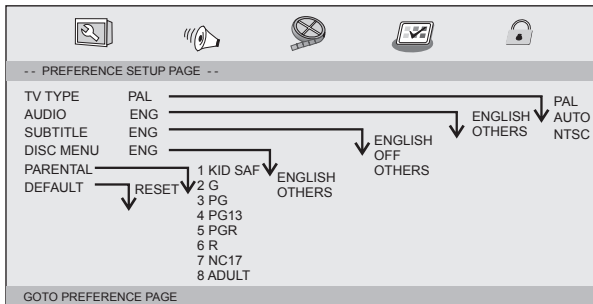 -- PREFERENCE SETUP PAGE --
TV TYPE PAL
AUDIO ENG
SUBTITLE ENG
DISC MENU ENG
PARENTAL
DEFAULT RESET
1 KID SAF
2 G
3 PG
4 PG13
5 PGR
6 R
7 NC17
8 ADULT
ENGLISH
OTHERS
ENGLISH
OFF
OTHERS
ENGLISH
OTHERS
PAL
AUTO
NTSC
GOTO PREFERENCE PAGE